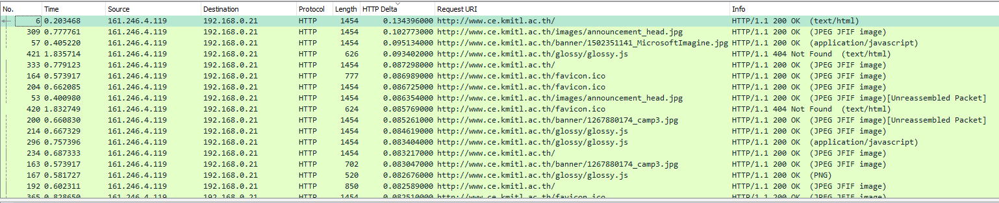 No. Time Source Destination Protocol Length HTTP Delta Request URI Info
6 0.203468 161.246.4.119 192.168.0.21 HTTP 1454 0.134396000 http://www.ce.kmitl.ac.th/ HTTP/1.1 200 OK (text/html)
309 0.777761 161.246.4.119 192.168.0.21 HTTP 1454 0.102773000 http://www.ce.kmitl.ac.th/images/announcement_head.jpg HTTP/1.1 200 OK (JPEG JFIF image)
57 0.405220 161.246.4.119 192.168.0.21 HTTP 1454 0.095134000 http://www.ce.kmitl.ac.th/banner/1502351141_MicrosoftImagine.jpg HTTP/1.1 200 OK (application/javascript)
421 1.835714 161.246.4.119 192.168.0.21 HTTP 626 0.093402000 http://www.ce.kmitl.ac.th/glossy/glossy.js HTTP/1.1 404 Not Found (text/html)
333 0.779123 161.246.4.119 192.168.0.21 HTTP 1454 0.087298000 http://www.ce.kmitl.ac.th/ HTTP/1.1 200 OK (JPEG JFIF image)
164 0.573917 161.246.4.119 192.168.0.21 HTTP 777 0.086989000 http://www.ce.kmitl.ac.th/favicon.ico HTTP/1.1 200 OK (JPEG JFIF image)
204 0.662085 161.246.4.119 192.168.0.21 HTTP 1454 0.086725000 http://www.ce.kmitl.ac.th/favicon.ico HTTP/1.1 200 OK (JPEG JFIF image)
53 0.400980 161.246.4.119 192.168.0.21 HTTP 1454 0.086354000 http://www.ce.kmitl.ac.th/images/announcement_head.jpg HTTP/1.1 200 OK (JPEG JFIF image)[Unreassembled Packet]
420 1.832749 161.246.4.119 192.168.0.21 HTTP 624 0.085769000 http://www.ce.kmitl.ac.th/favicon.ico HTTP/1.1 404 Not Found (text/html)
200 0.660830 161.246.4.119 192.168.0.21 HTTP 1454 0.085261000 http://www.ce.kmitl.ac.th/banner/1267880174_camp3.jpg HTTP/1.1 200 OK (JPEG JFIF image)[Unreassembled Packet]
214 0.667329 161.246.4.119 192.168.0.21 HTTP 1454 0.084619000 http://www.ce.kmitl.ac.th/glossy/glossy.js HTTP/1.1 200 OK (JPEG JFIF image)
296 0.757396 161.246.4.119 192.168.0.21 HTTP 1454 0.083404000 http://www.ce.kmitl.ac.th/glossy/glossy.js HTTP/1.1 200 OK (application/javascript)
234 0.687333 161.246.4.119 192.168.0.21 HTTP 1454 0.083217000 http://www.ce.kmitl.ac.th/ HTTP/1.1 200 OK (JPEG JFIF image)
163 0.573917 161.246.4.119 192.168.0.21 HTTP 702 0.083047000 http://www.ce.kmitl.ac.th/banner/1267880174_camp3.jpg HTTP/1.1 200 OK (JPEG JFIF image)
167 0.581727 161.246.4.119 192.168.0.21 HTTP 520 0.082676000 http://www.ce.kmitl.ac.th/glossy/glossy.js HTTP/1.1 200 OK (PNG)
192 0.602311 161.246.4.119 192.168.0.21 HTTP 850 0.082589000 http://www.ce.kmitl.ac.th/ HTTP/1.1 200 OK (JPEG JFIF image)
365 0.828650 161.246.4.119 192.168.0.21 HTTP 1454 0.082510000 http://www.ce.kmitl.ac.th/favicon.ico HTTP/1.1 200 OK (JPEG JFIF image)